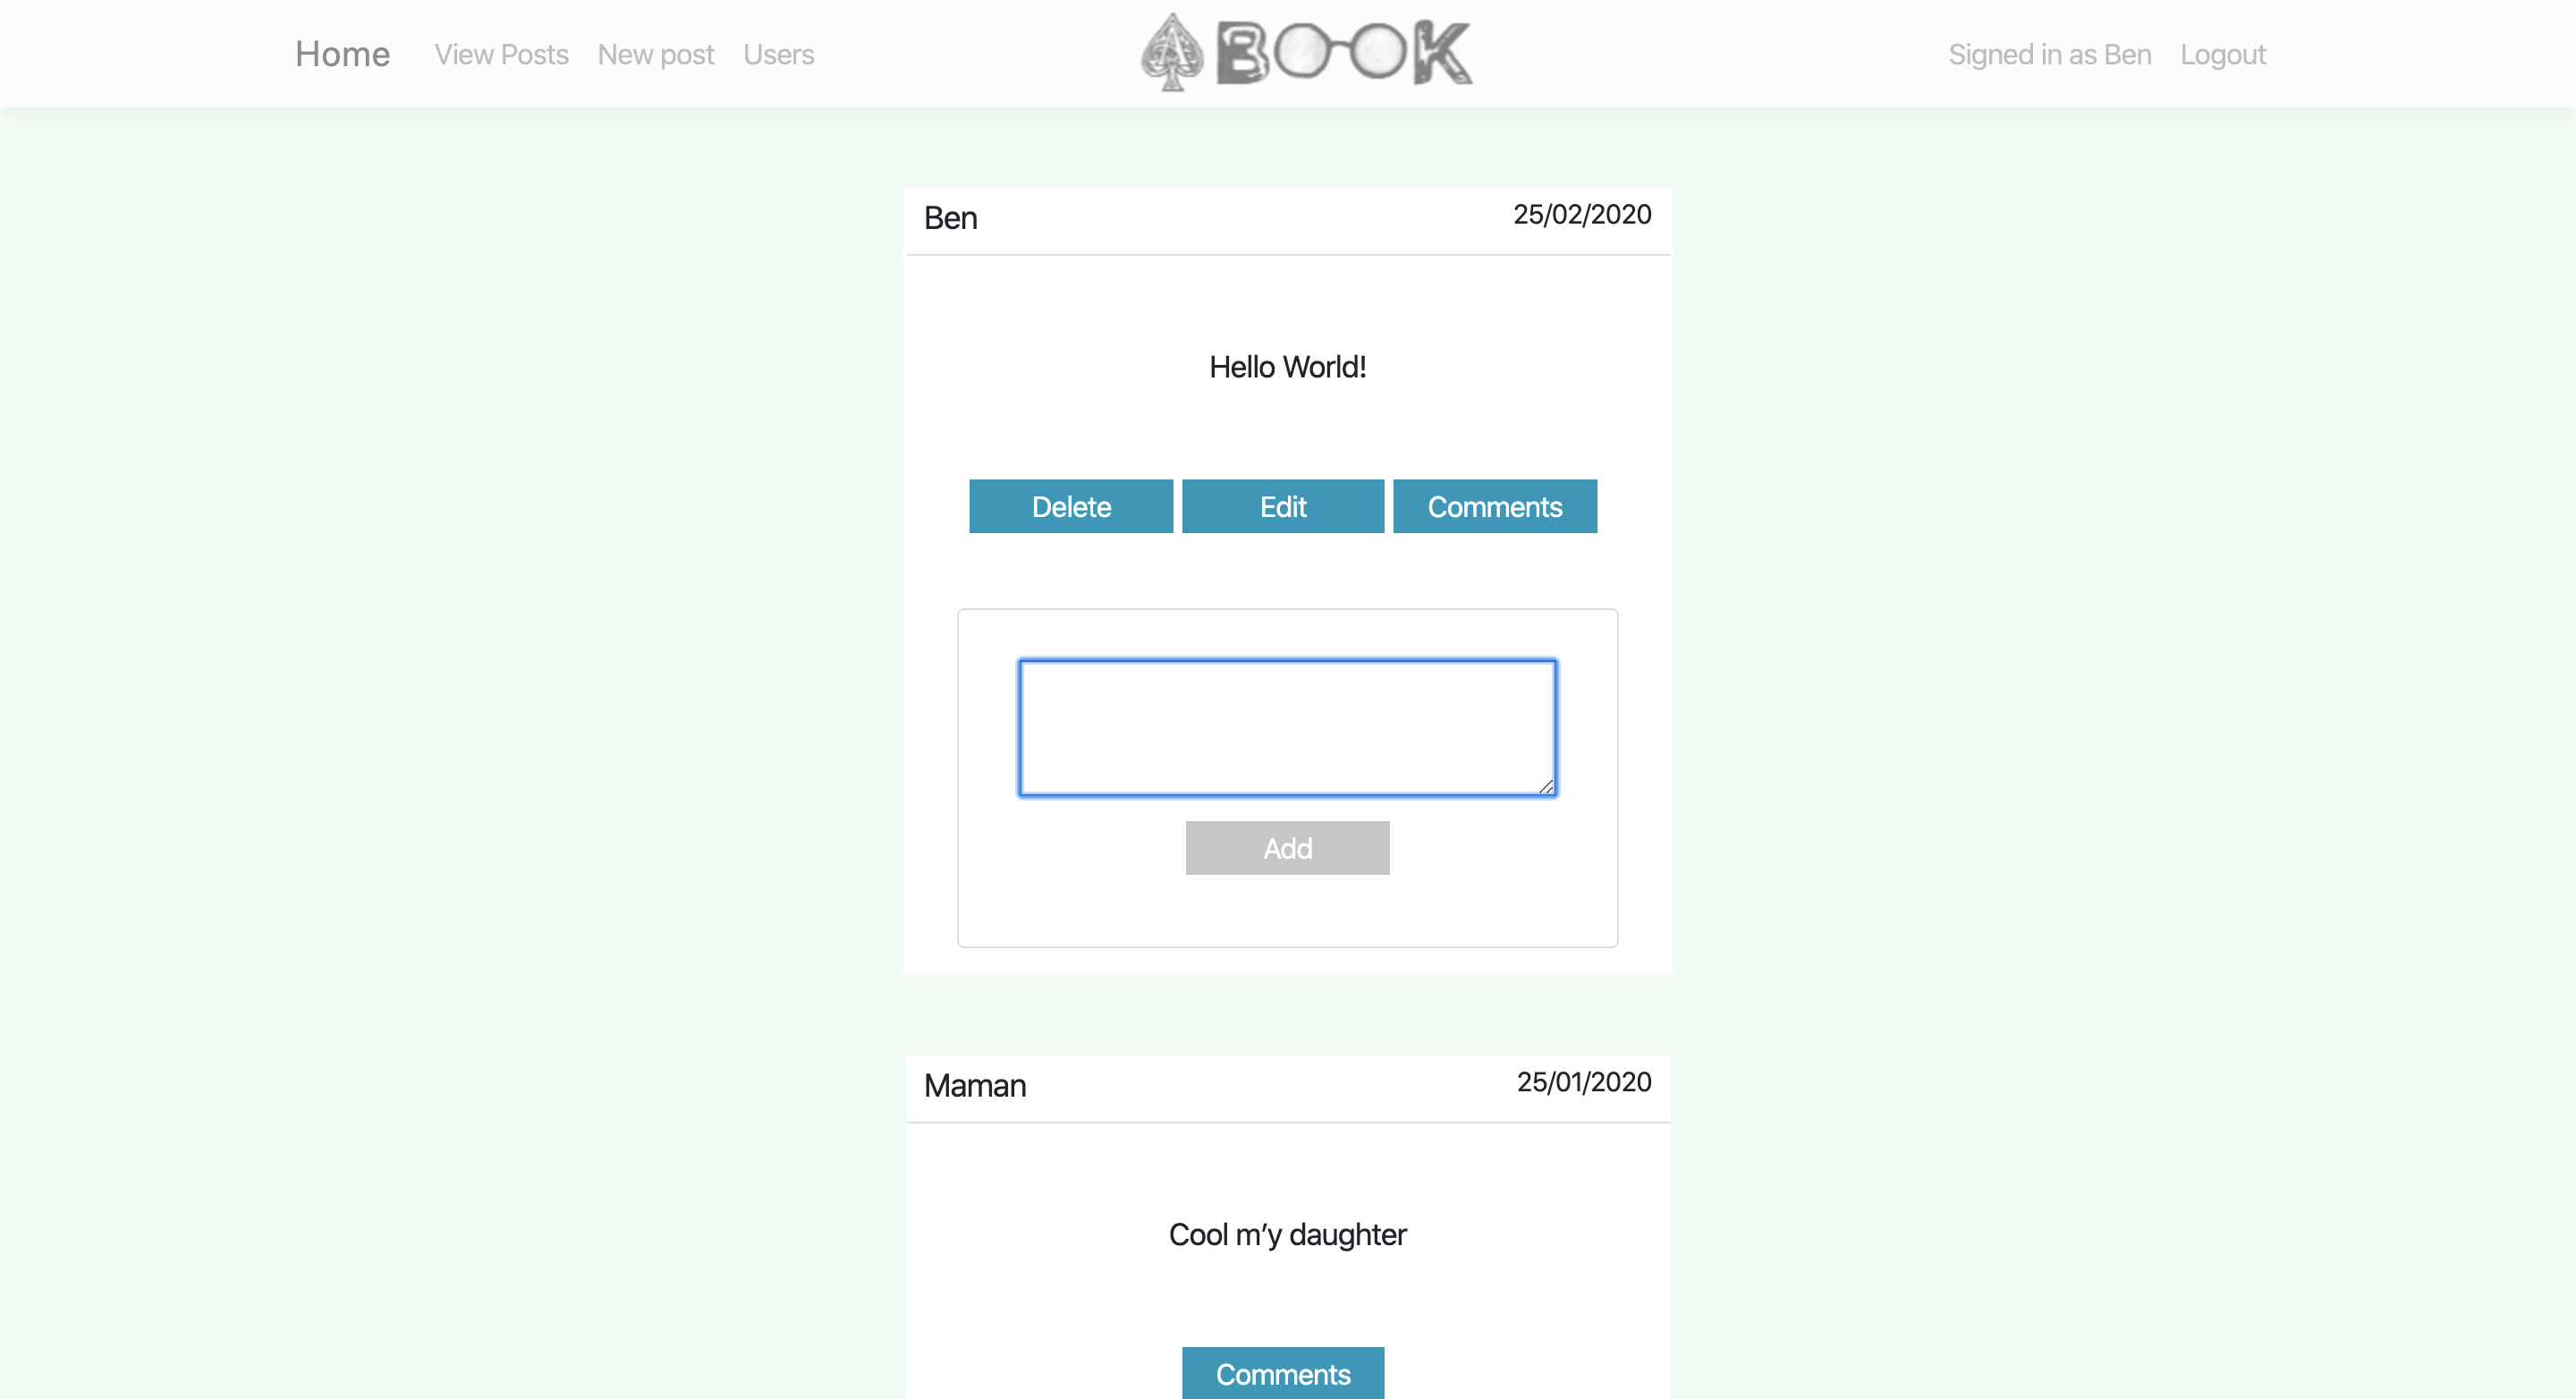 Home View Posts New post Users A BOOK Signed in as Ben Logout
Ben 25/02/2020
Hello World!
Delete Edit Comments
Add
Maman 25/01/2020
Cool m’y daughter
Comments